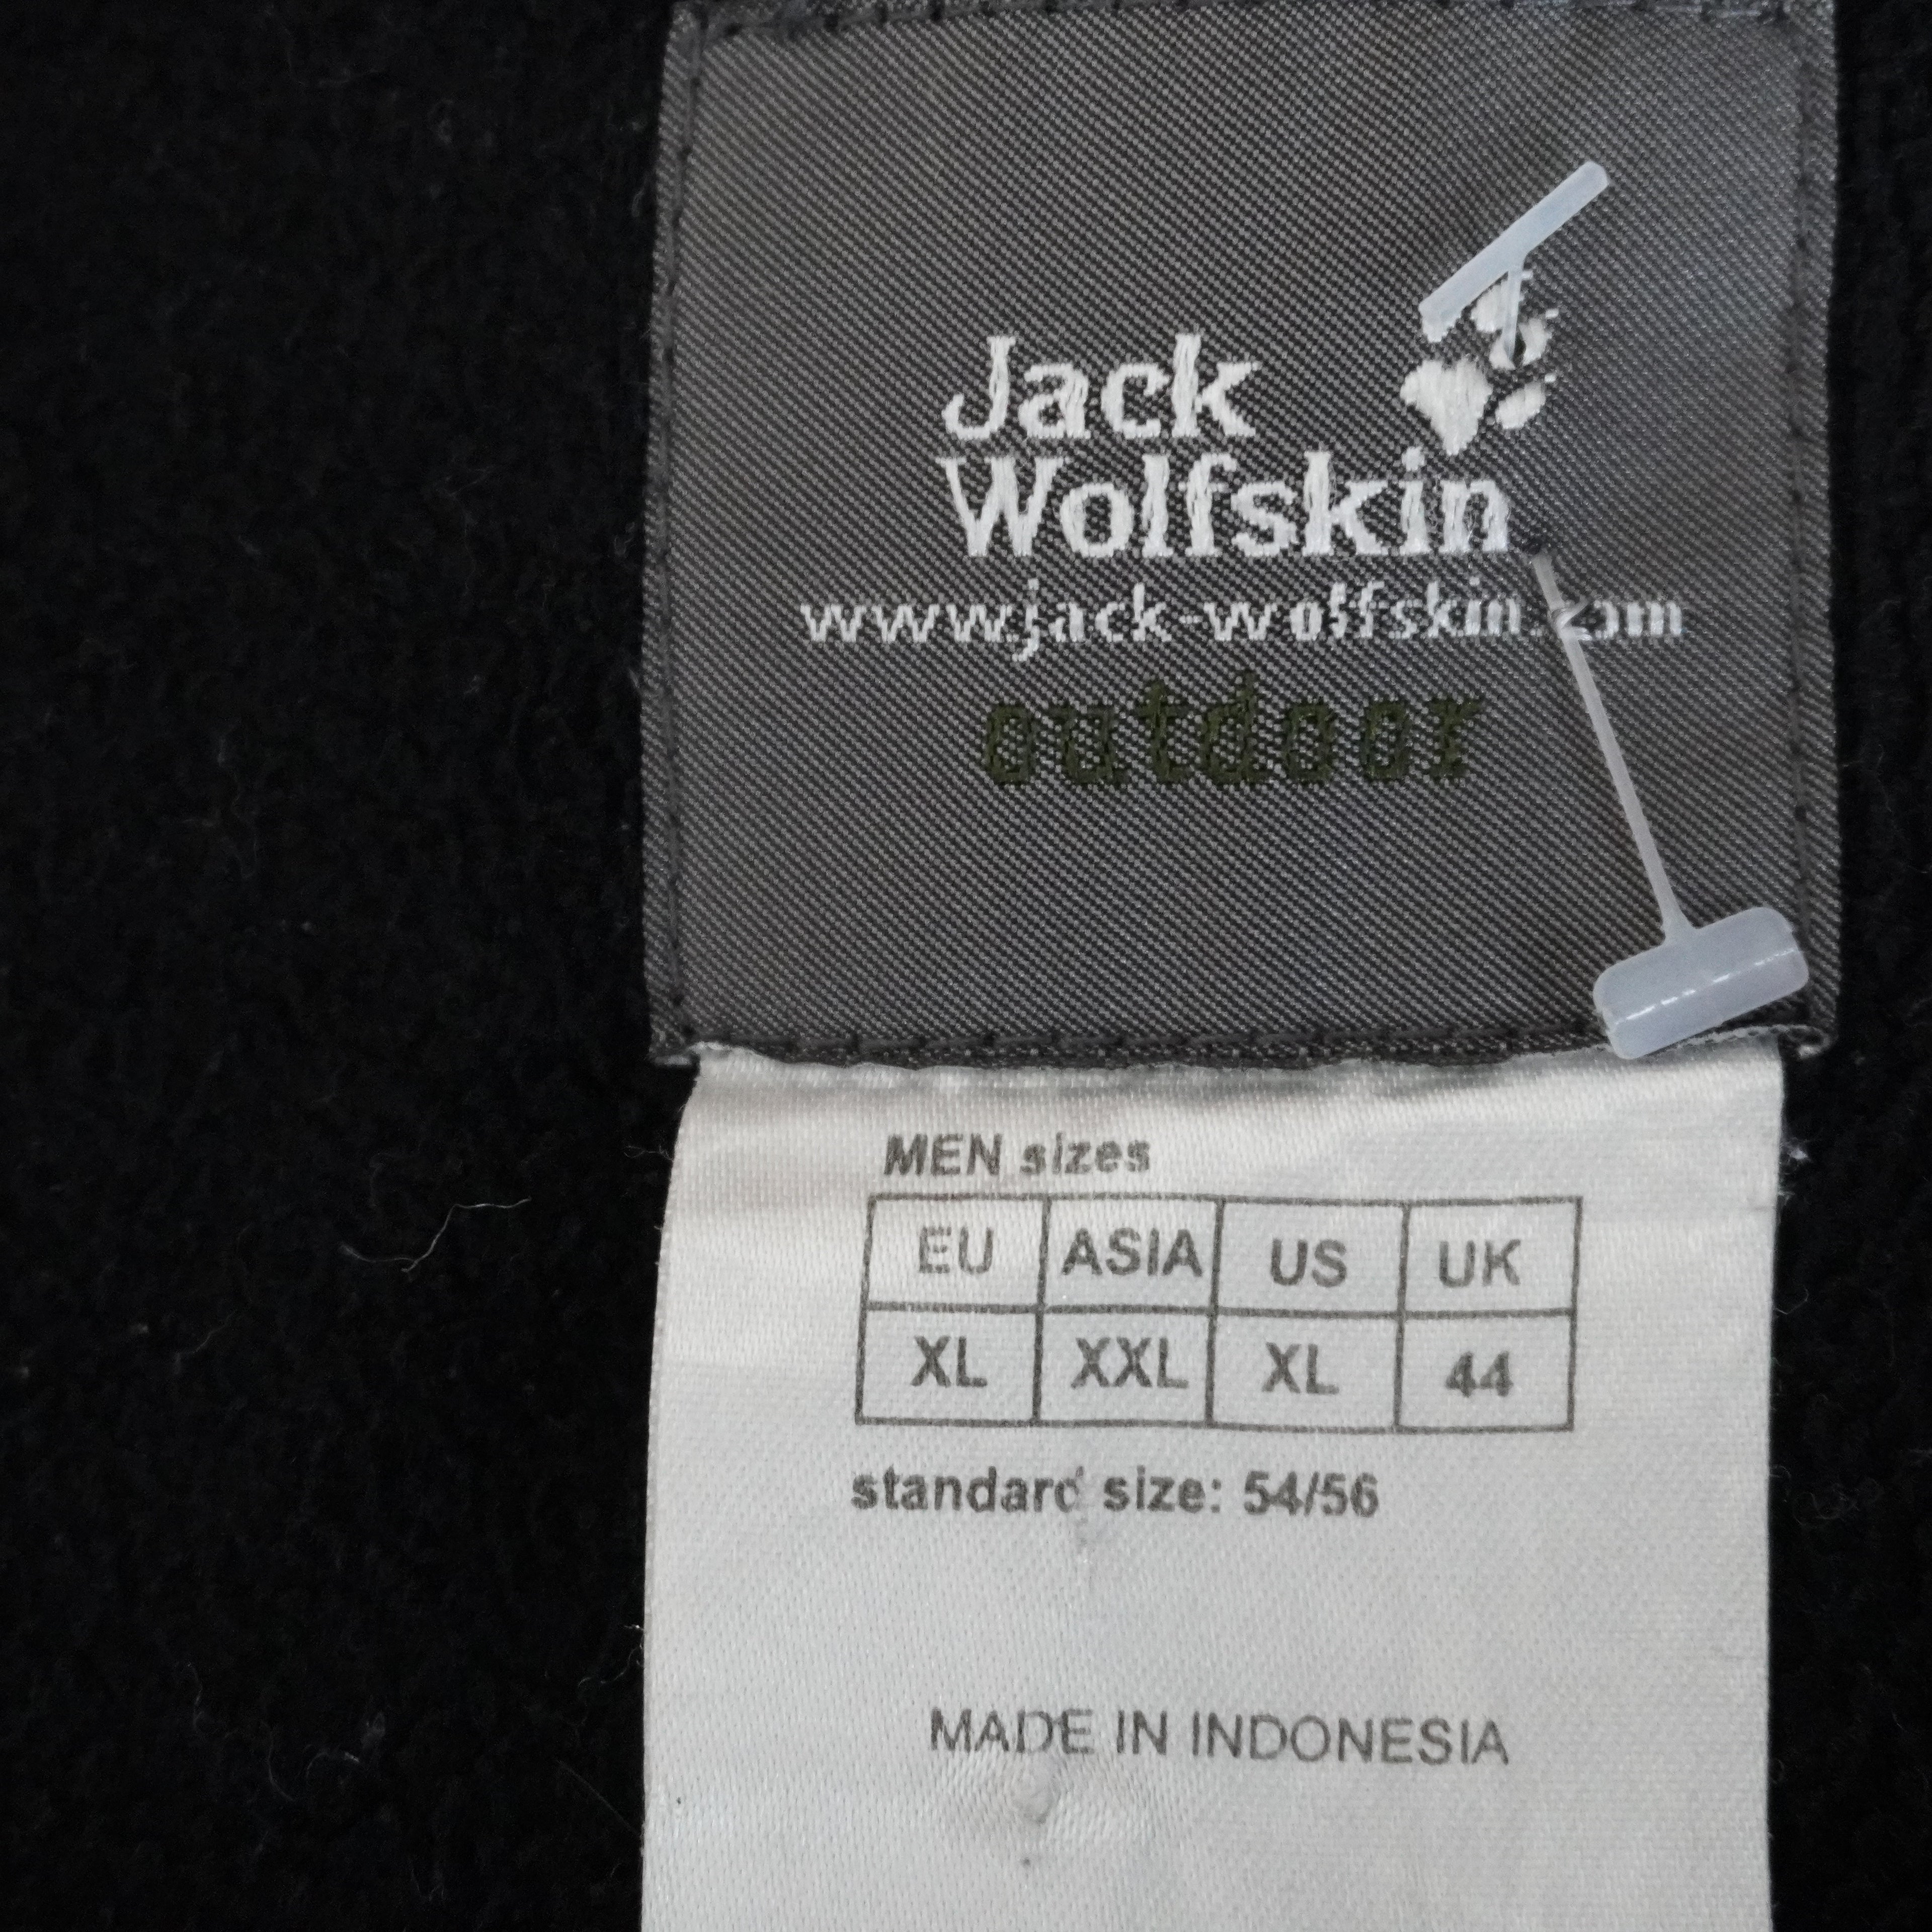 Jack
Wolfskin
www.jack-wolfskin.com
outdoor
MEN sizes
EU ASIA US UK
XL XXL XL 44
standard size: 54/56
MADE IN INDONESIA